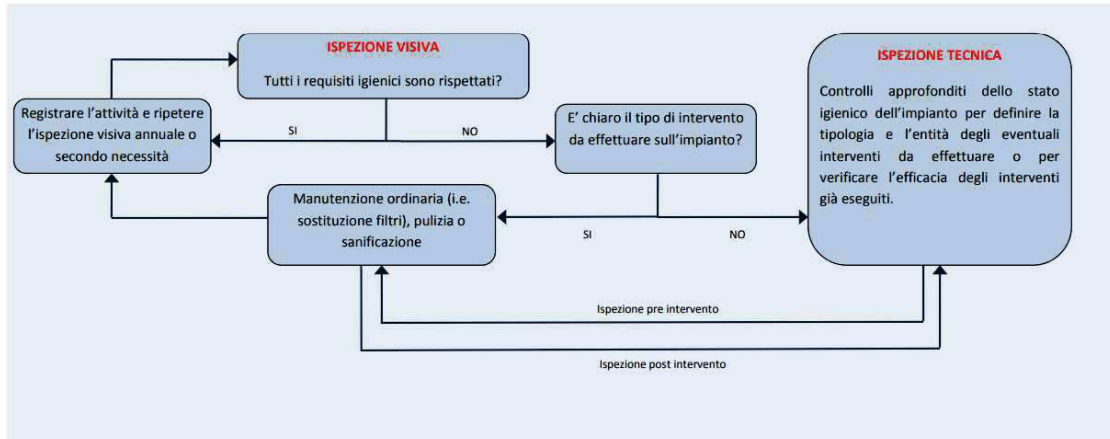 ISPEZIONE VISIVA
Tutti i requisiti igienici sono rispettati?
Registrare l'attività e ripetere
l'ispezione visiva annuale o
secondo necessità
SI
NO
E' chiaro il tipo di intervento
da effettuare sull'impianto?
ISPEZIONE TECNICA
Controlli approfonditi dello stato
igienico dell'impianto per definire la
tipologia e l'entità degli eventuali
interventi da effettuare o per
verificare l'efficacia degli interventi
già eseguiti.
Manutenzione ordinaria (i.e.
sostituzione filtri), pulizia o
sanificazione
SI
NO
Ispezione pre intervento
Ispezione post intervento